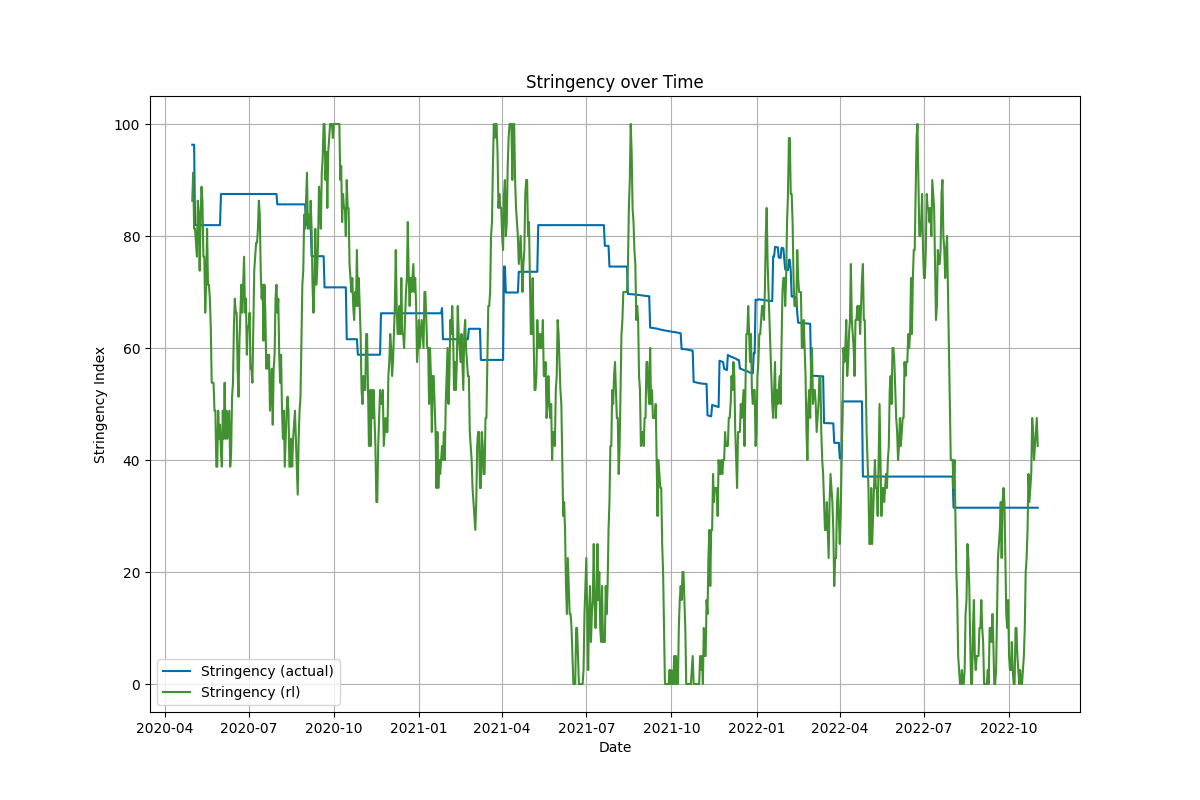 Stringency over Time
Stringency Index
100
80
60
40
20
0
Stringency (actual)
Stringency (rl)
2020-04 2020-07 2020-10 2021-01 2021-04 2021-07 2021-10 2022-01 2022-04 2022-07 2022-10
Date